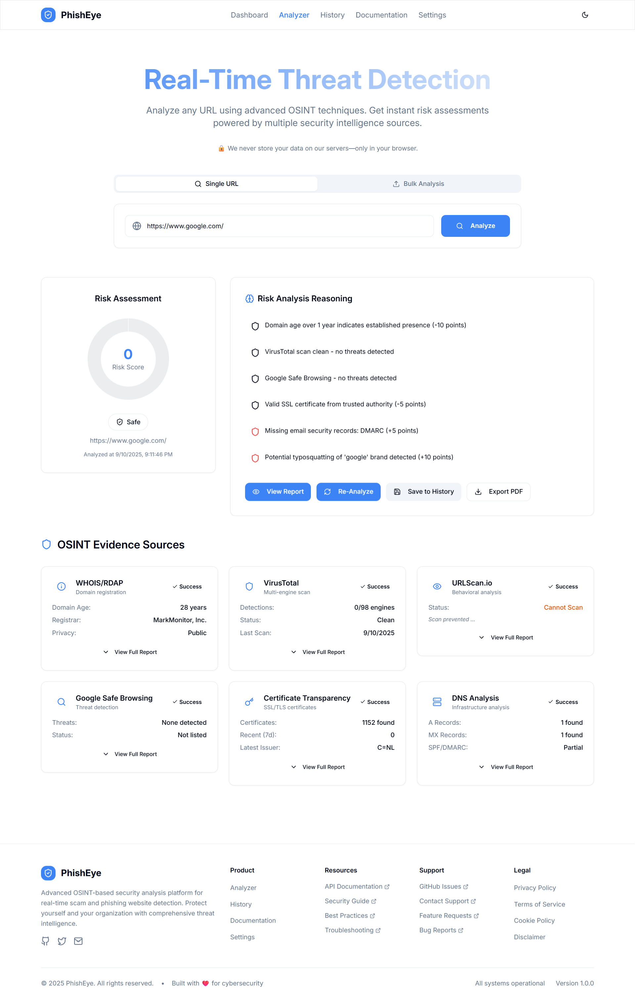 PhishEye
Dashboard Analyzer History Documentation Settings
Real-Time Threat Detection
Analyze any URL using advanced OSINT techniques. Get instant risk assessments
powered by multiple security intelligence sources.
🔒 We never store your data on our servers—only in your browser.
Single URL
Bulk Analysis
https://www.google.com/
Analyze
Risk Assessment
0
Risk Score
Safe
https://www.google.com/
Analyzed at 9/10/2025, 9:11:46 PM
Risk Analysis Reasoning
Domain age over 1 year indicates established presence (-10 points)
VirusTotal scan clean - no threats detected
Google Safe Browsing - no threats detected
Valid SSL certificate from trusted authority (-5 points)
Missing email security records: DMARC (+5 points)
Potential typosquatting of 'google' brand detected (+10 points)
View Report
Re-Analyze
Save to History
Export PDF
OSINT Evidence Sources
WHOIS/RDAP
Domain registration
Success
Domain Age: 28 years
Registrar: MarkMonitor, Inc.
Privacy: Public
View Full Report
VirusTotal
Multi-engine scan
Success
Detections: 0/98 engines
Status: Clean
Last Scan: 9/10/2025
View Full Report
URLScan.io
Behavioral analysis
Success
Status: Cannot Scan
Scan prevented ...
View Full Report
Google Safe Browsing
Threat detection
Success
Threats: None detected
Status: Not listed
View Full Report
Certificate Transparency
SSL/TLS certificates
Success
Certificates: 1152 found
Recent (7d): 0
Latest Issuer: C=NL
View Full Report
DNS Analysis
Infrastructure analysis
Success
A Records: 1 found
MX Records: 1 found
SPF/DMARC: Partial
View Full Report
PhishEye
Advanced OSINT-based security analysis platform for
real-time scam and phishing website detection. Protect
yourself and your organization with comprehensive threat
intelligence.
Product
Analyzer
History
Documentation
Settings
Resources
API Documentation
Security Guide
Best Practices
Troubleshooting
Support
GitHub Issues
Contact Support
Feature Requests
Bug Reports
Legal
Privacy Policy
Terms of Service
Cookie Policy
Disclaimer
© 2025 PhishEye. All rights reserved. • Built with ❤️ for cybersecurity
All systems operational Version 1.0.0